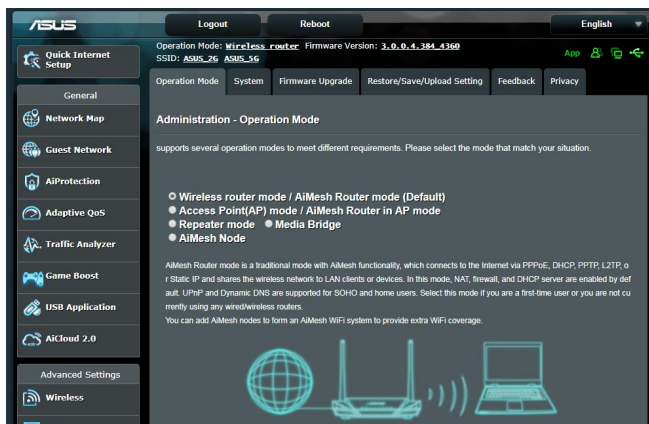 ASUS
Logout
Reboot
English
Quick Internet
Setup
Operation Mode: Wireless router Firmware Version: 3.0.0.4.384_4360
SSID: ASUS_2G ASUS_5G
App
Operation Mode
System
Firmware Upgrade
Restore/Save/Upload Setting
Feedback
Privacy
General
Network Map
Guest Network
AiProtection
Adaptive QoS
Traffic Analyzer
Game Boost
USB Application
AiCloud 2.0
Advanced Settings
Wireless
Administration - Operation Mode
supports several operation modes to meet different requirements. Please select the mode that match your situation.
Wireless router mode / AiMesh Router mode (Default)
Access Point(AP) mode / AiMesh Router in AP mode
Repeater mode Media Bridge
AiMesh Node
AiMesh Router mode is a traditional mode with AiMesh functionality, which connects to the Internet via PPPoE, DHCP, PPTP, L2TP, o
r Static IP and shares the wireless network to LAN clients or devices. In this mode, NAT, firewall, and DHCP server are enabled by def
ault. UPnP and Dynamic DNS are supported for SOHO and home users. Select this mode if you are a first-time user or you are not cu
rrently using any wired/wireless routers.
You can add AiMesh nodes to form an AiMesh WiFi system to provide extra WiFi coverage.